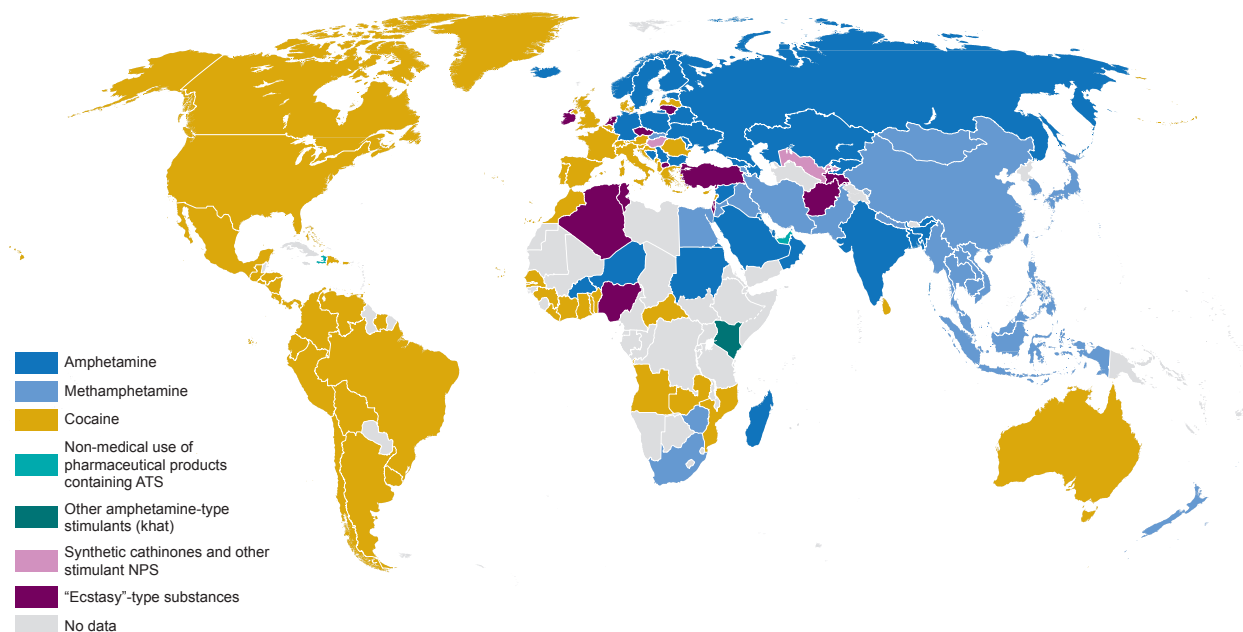 Amphetamine
Methamphetamine
Cocaine
Non-medical use of
pharmaceutical products
containing ATS
Other amphetamine-type
stimulants (khat)
Synthetic cathinones and other
stimulant NPS
“Ecstasy”-type substances
No data